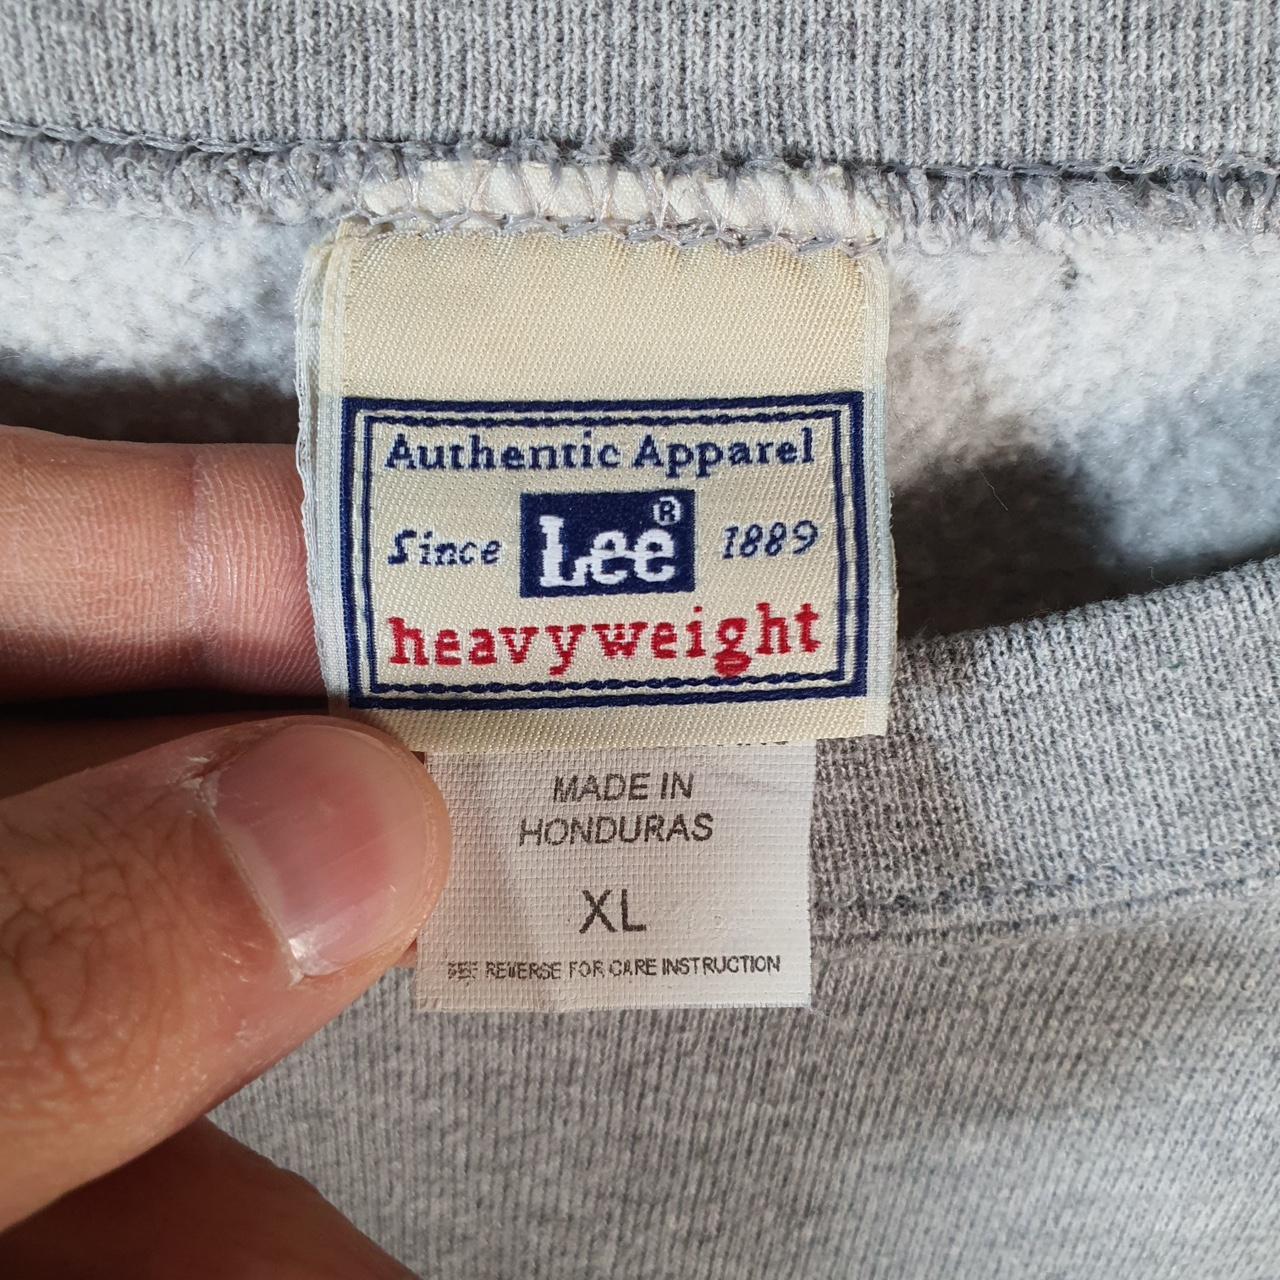 Authentic Apparel
Since Lee® 1889
heavyweight
MADE IN
HONDURAS
XL
SEE REVERSE FOR CARE INSTRUCTION